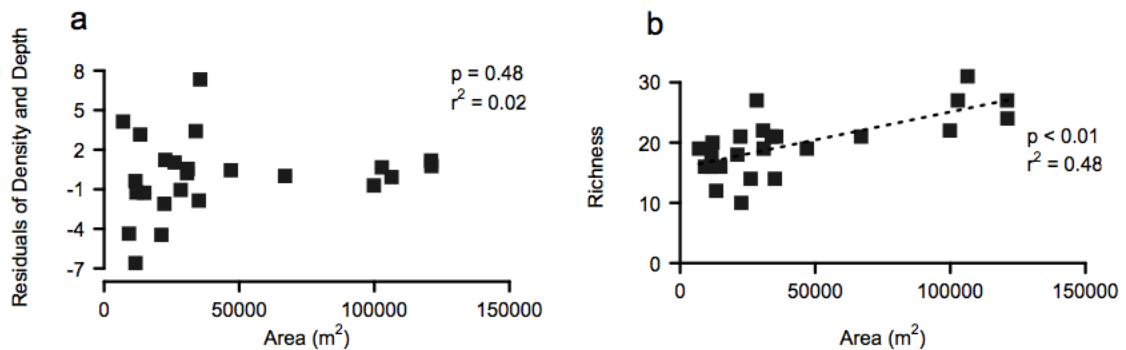 a
Residuals of Density and Depth
8
5
2
-1
-4
-7
p = 0.48
r² = 0.02
0
50000
100000
150000
Area (m²)
b
Richness
30
20
10
0
p < 0.01
r² = 0.48
0
50000
100000
150000
Area (m²)